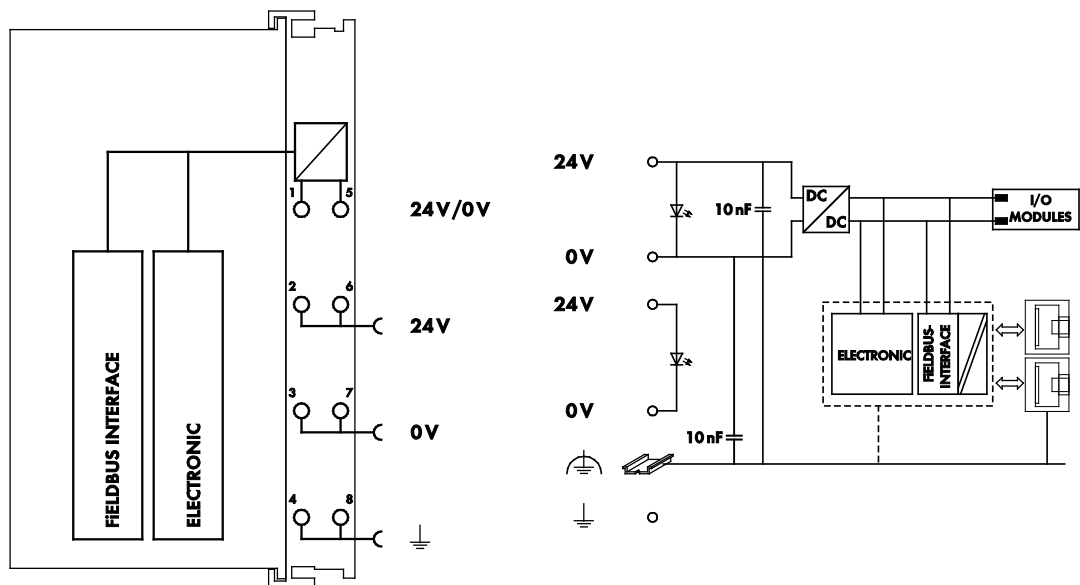 1
5
24V/0V
2
6
24V
3
7
0V
4
8
FiELDBUS INTERFACE
ELECTRONIC
24V
0V
24V
0V
10nF
10nF
DC
DC
I/O
MODULES
ELECTRONIC
FiELDBUS-
INTERFACE